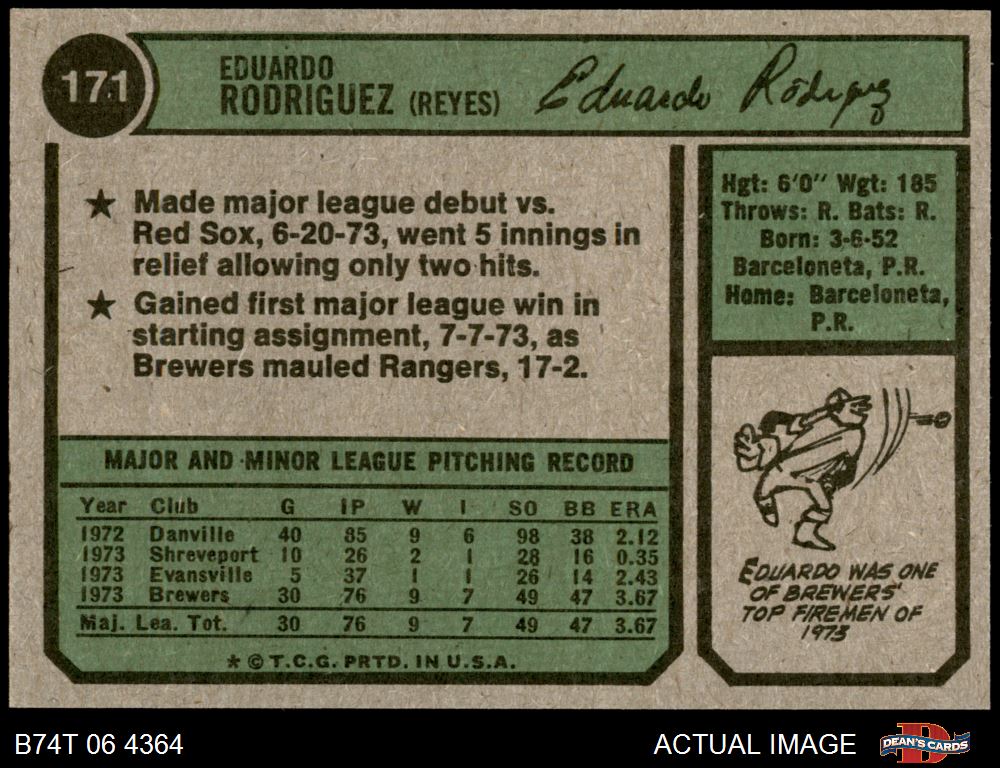 171
EDUARDO
RODRIGUEZ (REYES)
Eduardo Rodriguez
★ Made major league debut vs.
Red Sox, 6-20-73, went 5 innings in
relief allowing only two hits.
★ Gained first major league win in
starting assignment, 7-7-73, as
Brewers mauled Rangers, 17-2.
MAJOR AND MINOR LEAGUE PITCHING RECORD
Year Club G IP W l SO BB ERA
1972 Danville 40 85 9 6 98 38 2.12
1973 Shreveport 10 26 2 1 28 16 0.35
1973 Evansville 5 37 1 1 26 14 2.43
1973 Brewers 30 76 9 7 49 47 3.67
Maj. Lea. Tot. 30 76 9 7 49 47 3.67
* © T.C.G. PRTD. IN U.S.A.
Hgt: 6'0" Wgt: 185
Throws: R. Bats: R.
Born: 3-6-52
Barceloneta, P.R.
Home: Barceloneta,
P.R.
EDUARDO WAS ONE
OF BREWERS'
TOP FIREMEN OF
1973
B74T 06 4364
ACTUAL IMAGE
DEAN'S CARDS